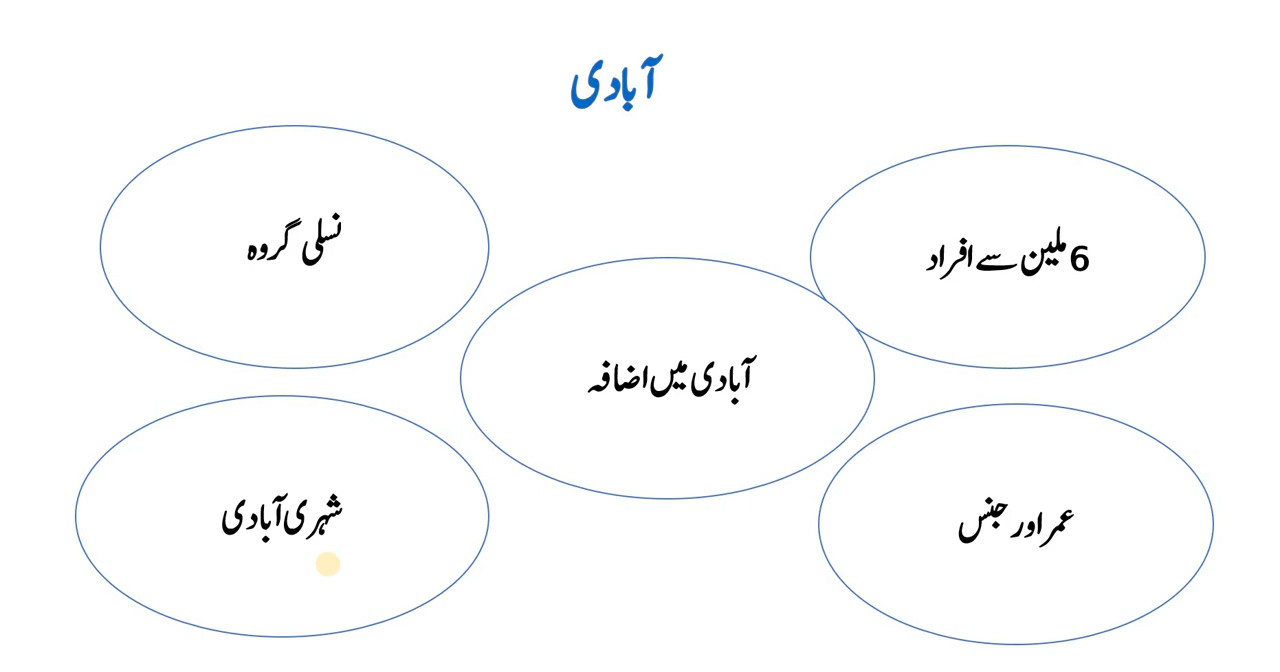 آبادی
6 ملین سے افراد
نسلی گروہ
آبادی میں اضافہ
عمر اور جنس
شہری آبادی